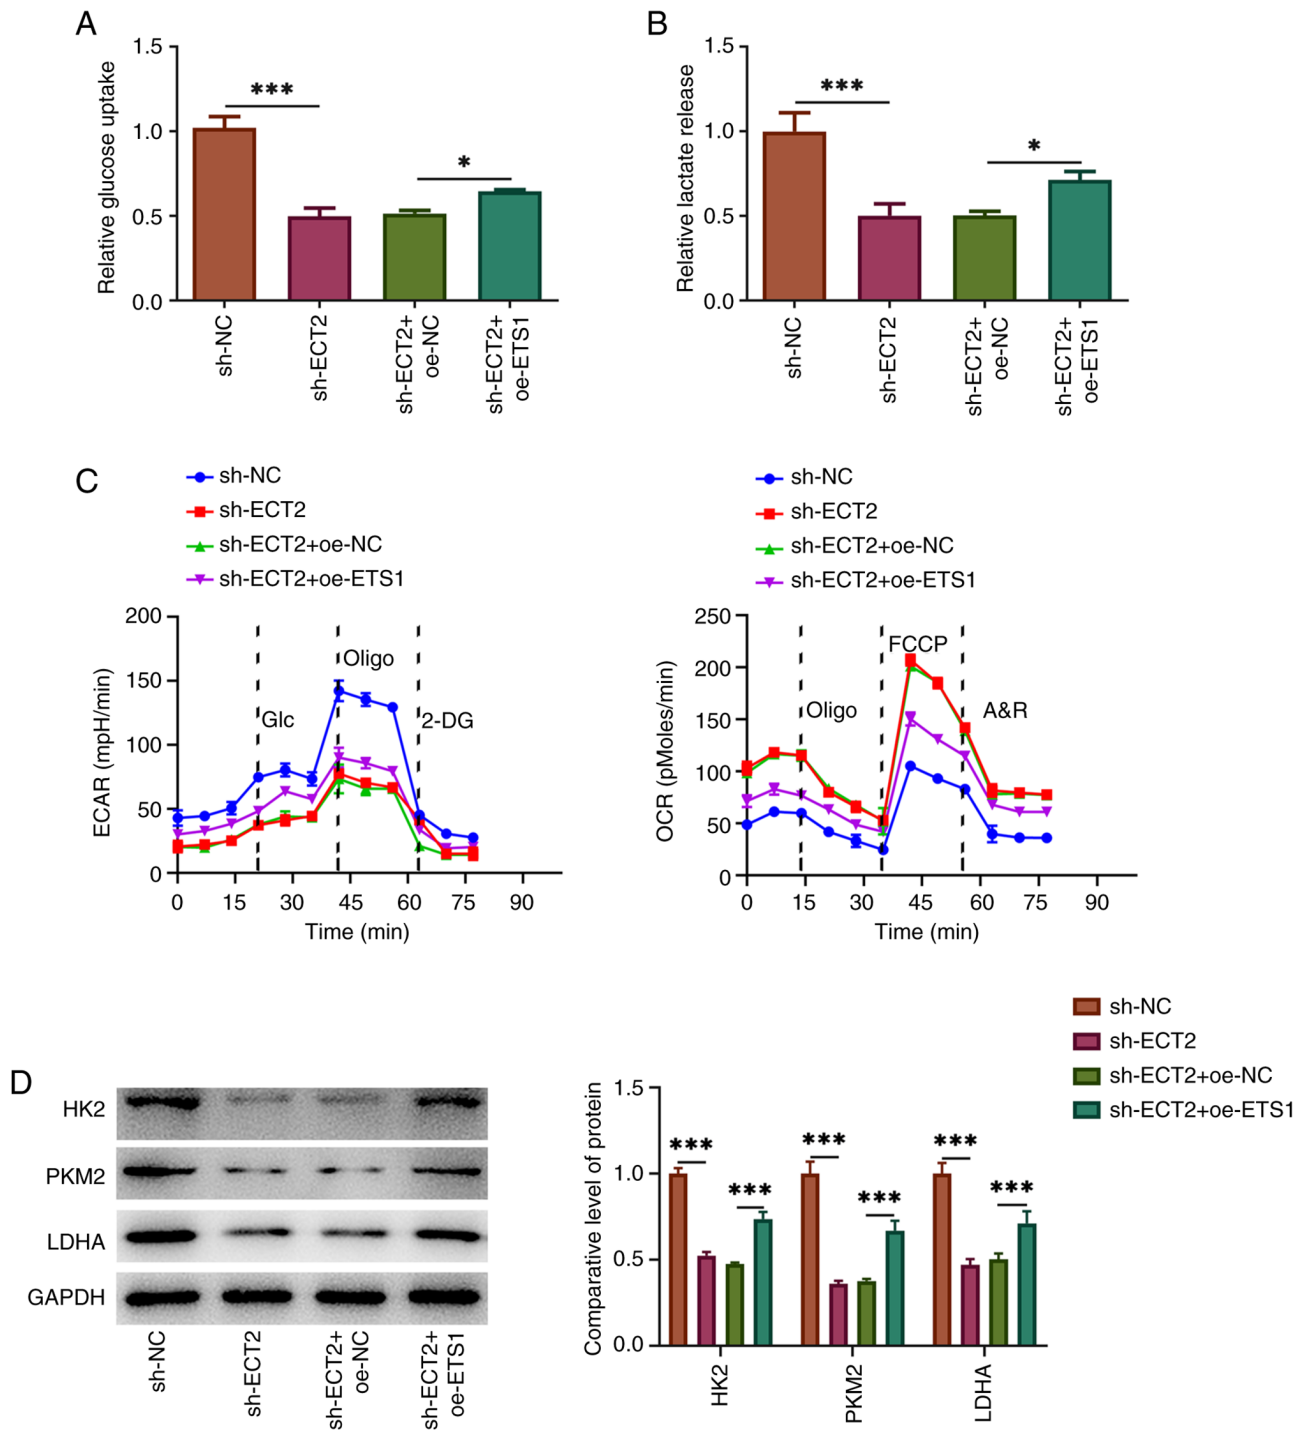 A
Relative glucose uptake
1.5
1.0
0.5
0.0
***
*
sh-NC
sh-ECT2
sh-ECT2+
oe-NC
sh-ECT2+
oe-ETS1
B
Relative lactate release
1.5
1.0
0.5
0.0
***
*
sh-NC
sh-ECT2
sh-ECT2+
oe-NC
sh-ECT2+
oe-ETS1
C
sh-NC
sh-ECT2
sh-ECT2+oe-NC
sh-ECT2+oe-ETS1
ECAR (mpH/min)
200
150
100
50
0
Glc
Oligo
2-DG
0 15 30 45 60 75 90
Time (min)
sh-NC
sh-ECT2
sh-ECT2+oe-NC
sh-ECT2+oe-ETS1
OCR (pMoles/min)
250
200
150
100
50
0
Oligo
FCCP
A&R
0 15 30 45 60 75 90
Time (min)
D
HK2
PKM2
LDHA
GAPDH
sh-NC
sh-ECT2
sh-ECT2+
oe-NC
sh-ECT2+
oe-ETS1
sh-NC
sh-ECT2
sh-ECT2+oe-NC
sh-ECT2+oe-ETS1
Comparative level of protein
1.5
1.0
0.5
0.0
*** *** ***
*** *** ***
HK2
PKM2
LDHA